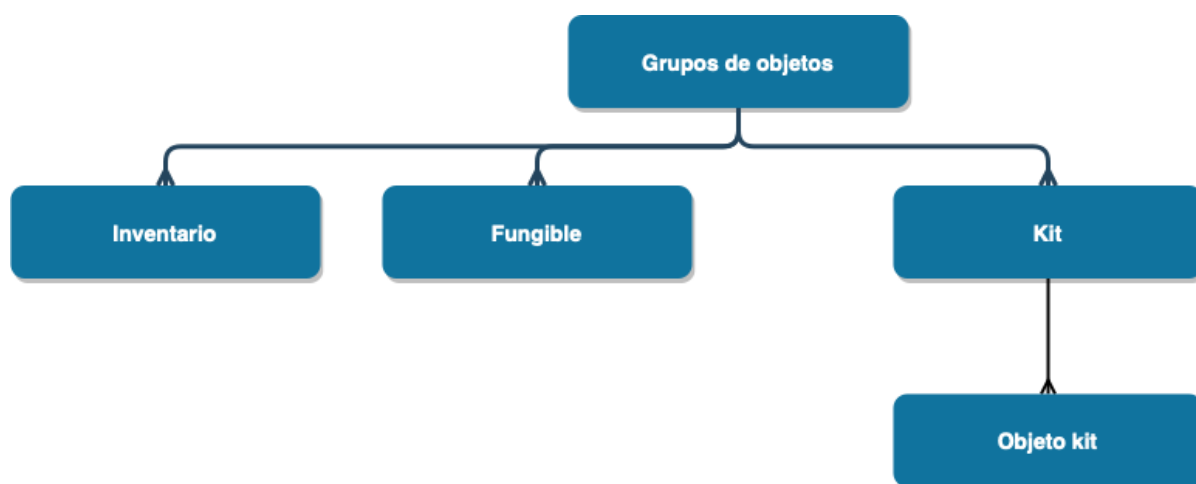 Grupos de objetos
Inventario
Fungible
Kit
Objeto kit